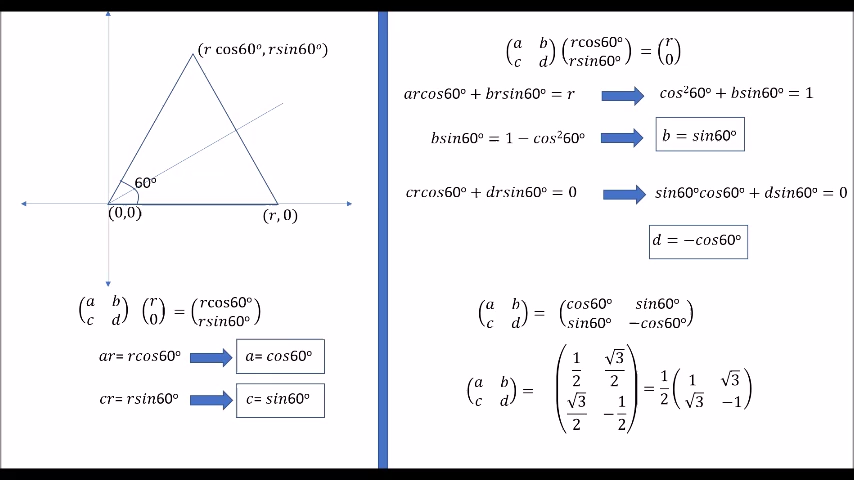 (r cos60°, rsin60°)
60°
(0,0)
(r, 0)
(a b
c d) (r
0) = (rcos60°
rsin60°)
ar= rcos60°
a= cos60°
cr= rsin60°
c= sin60°
(a b
c d) (rcos60°
rsin60°) = (r
0)
arcos60° + brsin60° = r
cos²60° + bsin60° = 1
bsin60° = 1 − cos²60°
b = sin60°
crcos60° + drsin60° = 0
sin60°cos60° + dsin60° = 0
d = −cos60°
(a b
c d) = (cos60° sin60°
sin60° −cos60°)
(a b
c d) = (1/2 √3/2
√3/2 −1/2) = 1/2 (1 √3
√3 −1)